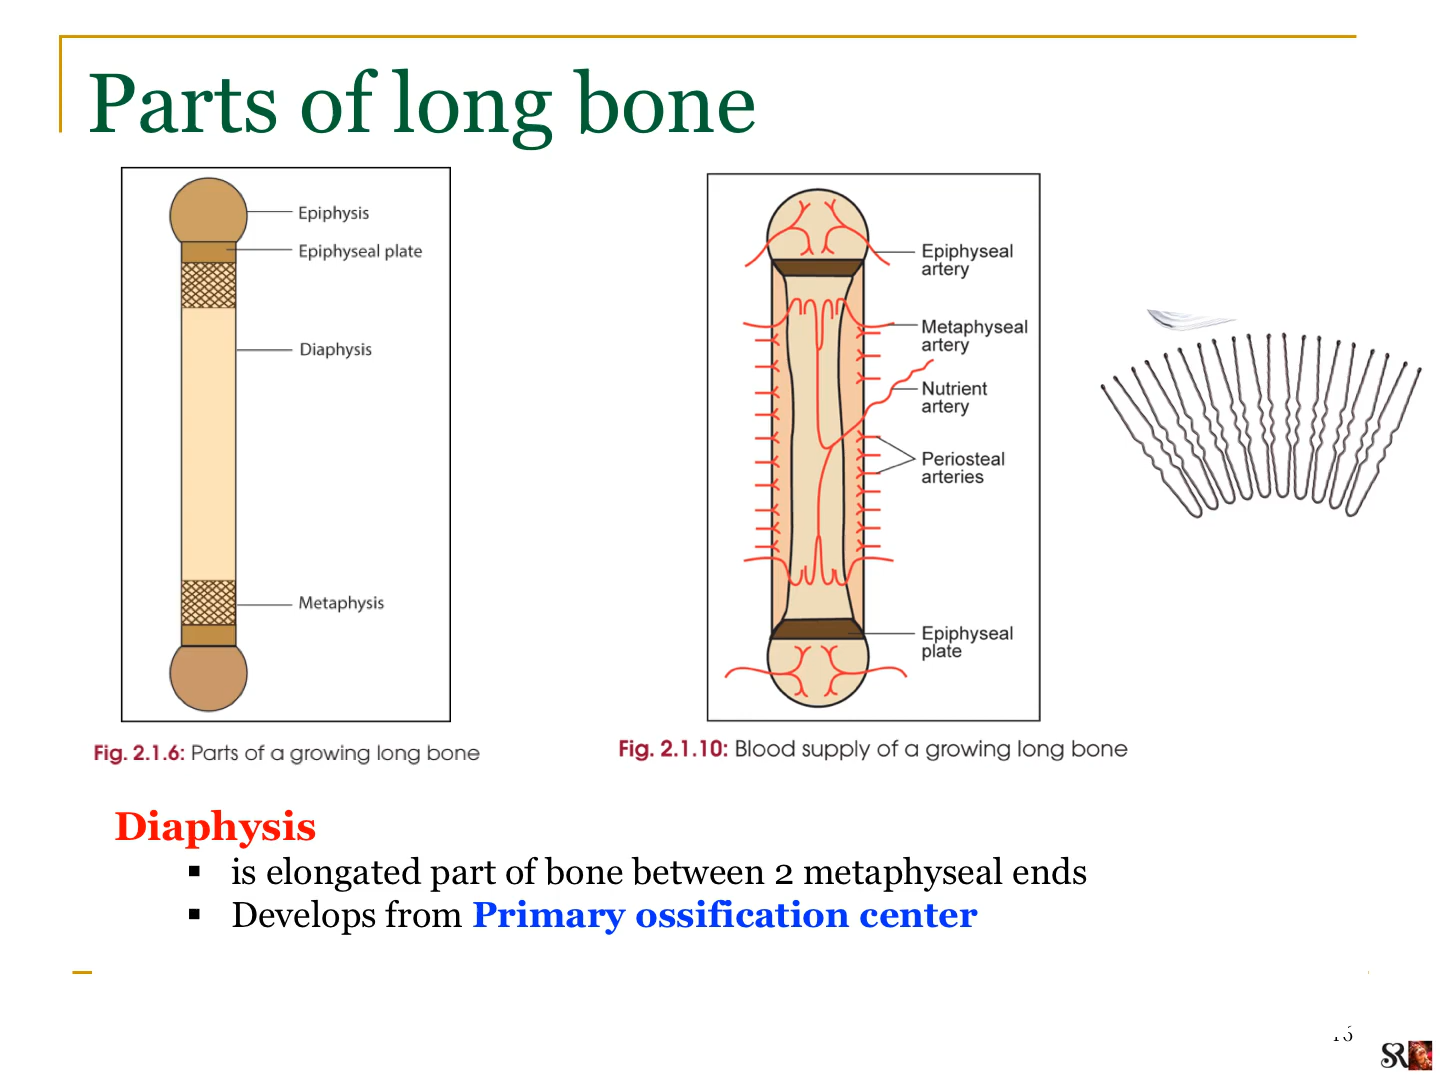 Parts of long bone
Epiphysis
Epiphyseal plate
Diaphysis
Metaphysis
Fig. 2.1.6: Parts of a growing long bone
Epiphyseal
artery
Metaphyseal
artery
Nutrient
artery
Periosteal
arteries
Epiphyseal
plate
Fig. 2.1.10: Blood supply of a growing long bone
Diaphysis
▪ is elongated part of bone between 2 metaphyseal ends
▪ Develops from Primary ossification center
SR